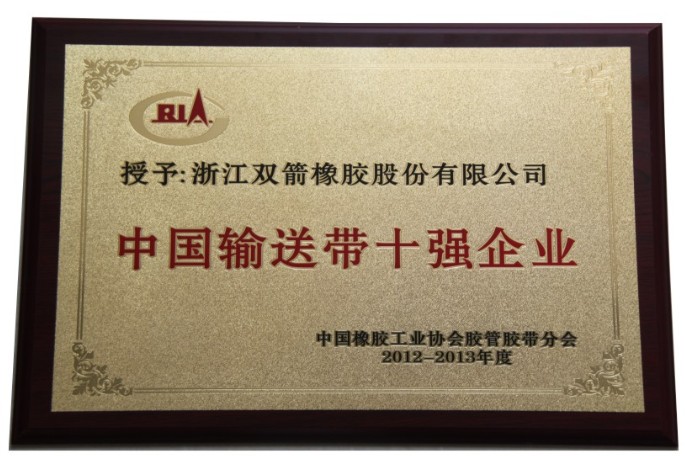 RIA
授予:浙江双箭橡胶股份有限公司
中国输送带十强企业
中国橡胶工业协会胶管胶带分会
2012-2013年度